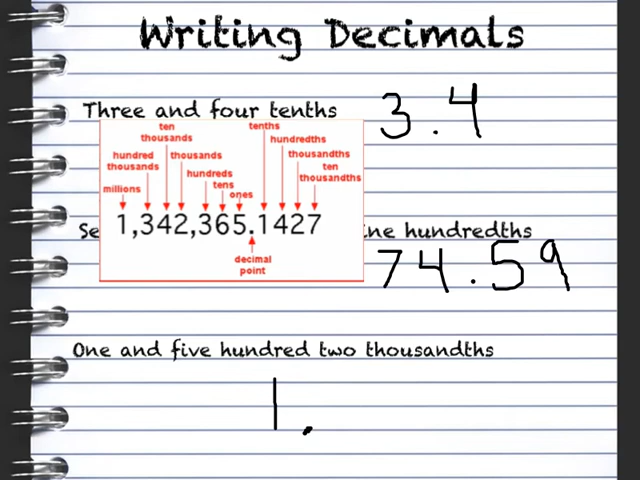 Writing Decimals
Three and four tenths
3.4
ten thousands
tenths
hundredths
hundred thousands
thousands
thousandths
hundreds
ten thousandths
tens
millions
ones
1,342,365.1427
decimal point
Se ine hundredths
74.59
One and five hundred two thousandths
1.